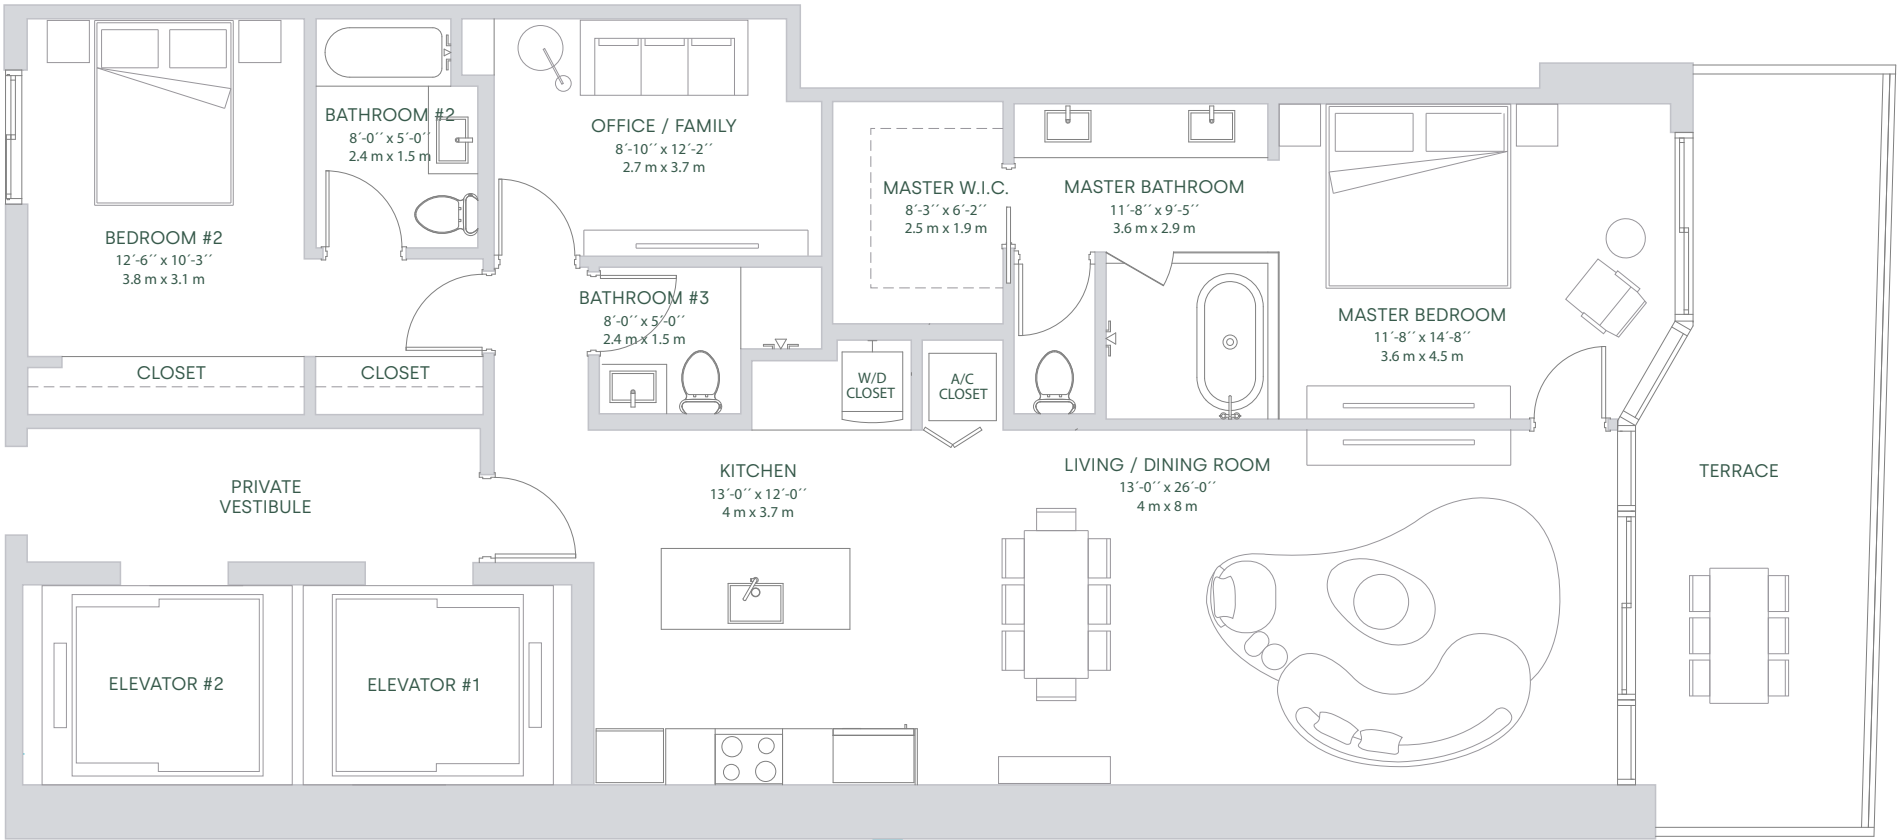 BATHROOM #2
8´-0´´ x 5´-0´´
2.4 m x 1.5 m
OFFICE / FAMILY
8´-10´´ x 12´-2´´
2.7 m x 3.7 m
MASTER W.I.C.
8´-3´´ x 6´-2´´
2.5 m x 1.9 m
MASTER BATHROOM
11´-8´´ x 9´-5´´
3.6 m x 2.9 m
BEDROOM #2
12´-6´´ x 10´-3´´
3.8 m x 3.1 m
BATHROOM #3
8´-0´´ x 5´-0´´
2.4 m x 1.5 m
MASTER BEDROOM
11´-8´´ x 14´-8´´
3.6 m x 4.5 m
CLOSET
CLOSET
W/D
CLOSET
A/C
CLOSET
KITCHEN
13´-0´´ x 12´-0´´
4 m x 3.7 m
LIVING / DINING ROOM
13´-0´´ x 26´-0´´
4 m x 8 m
TERRACE
PRIVATE
VESTIBULE
ELEVATOR #2
ELEVATOR #1